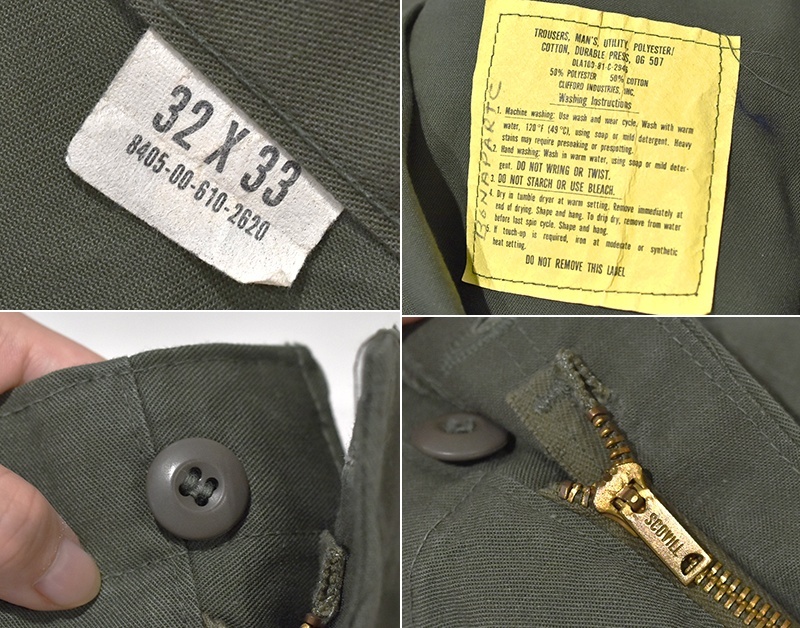 32 X 33
8405-00-610-2620
TROUSERS, MAN'S, UTILITY, POLYESTER/
COTTON, DURABLE PRESS, OG 507
DLA100-81-C-294
50% POLYESTER 50% COTTON
CLIFFORD INDUSTRIES, INC.
Washing Instructions
1. Machine washing: Use wash and wear cycle. Wash with warm
water, 120°F (49°C), using soap or mild detergent. Heavy
stains may require presoaking or prespotting.
2. Hand washing: Wash in warm water, using soap or mild deter-
gent. DO NOT WRING OR TWIST.
3. DO NOT STARCH OR USE BLEACH.
4. Dry in tumble dryer at warm setting. Remove immediately at
end of drying. Shape and hang. To drip dry, remove from water
before last spin cycle. Shape and hang.
5. If touch-up is required, iron at moderate or synthetic
heat setting.
DO NOT REMOVE THIS LABEL
BONAPARTE
SCOVILL